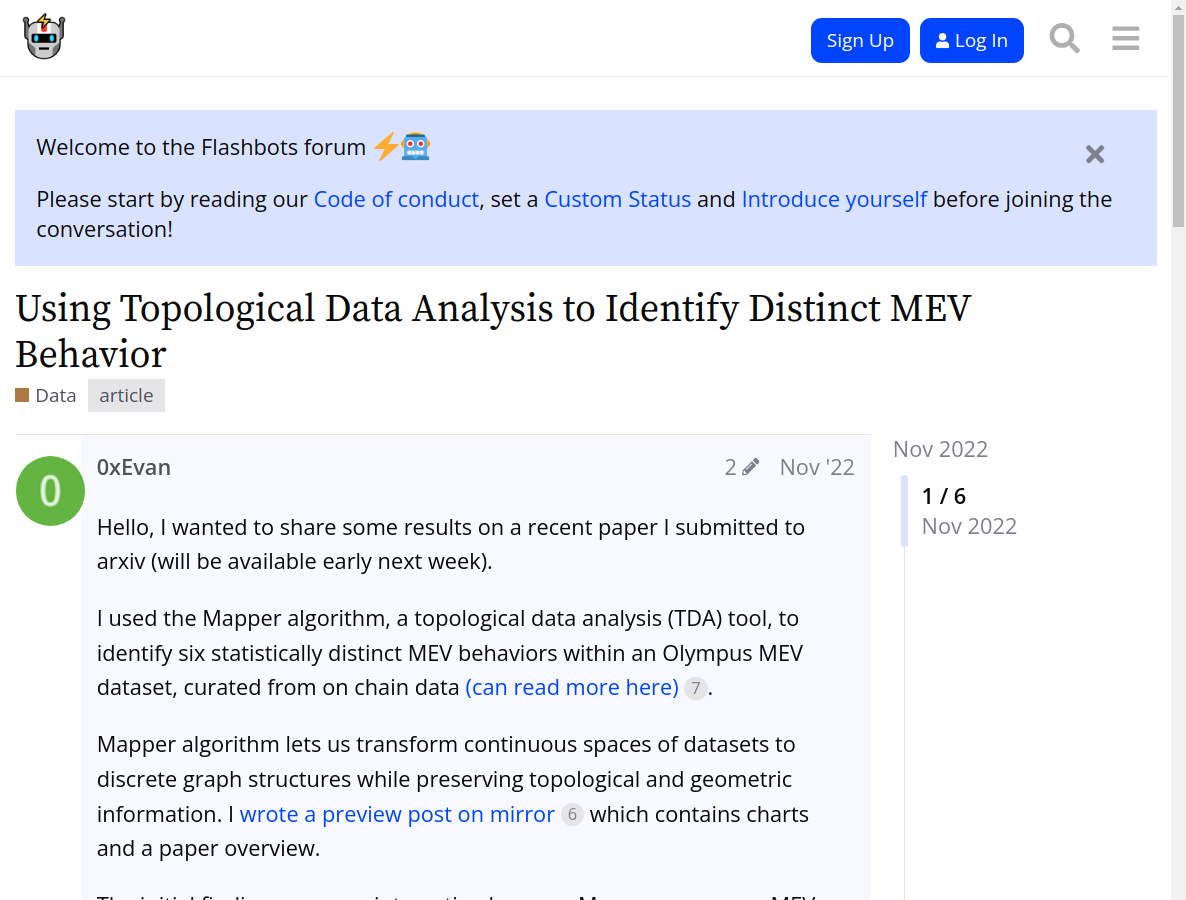 Sign Up
Log In
Welcome to the Flashbots forum
Please start by reading our Code of conduct, set a Custom Status and Introduce yourself before joining the
conversation!
Using Topological Data Analysis to Identify Distinct MEV
Behavior
Data article
0
0xEvan 2 Nov '22
Hello, I wanted to share some results on a recent paper I submitted to
arxiv (will be available early next week).
I used the Mapper algorithm, a topological data analysis (TDA) tool, to
identify six statistically distinct MEV behaviors within an Olympus MEV
dataset, curated from on chain data (can read more here) 7.
Mapper algorithm lets us transform continuous spaces of datasets to
discrete graph structures while preserving topological and geometric
information. I wrote a preview post on mirror 6 which contains charts
and a paper overview.
Nov 2022
1 / 6
Nov 2022